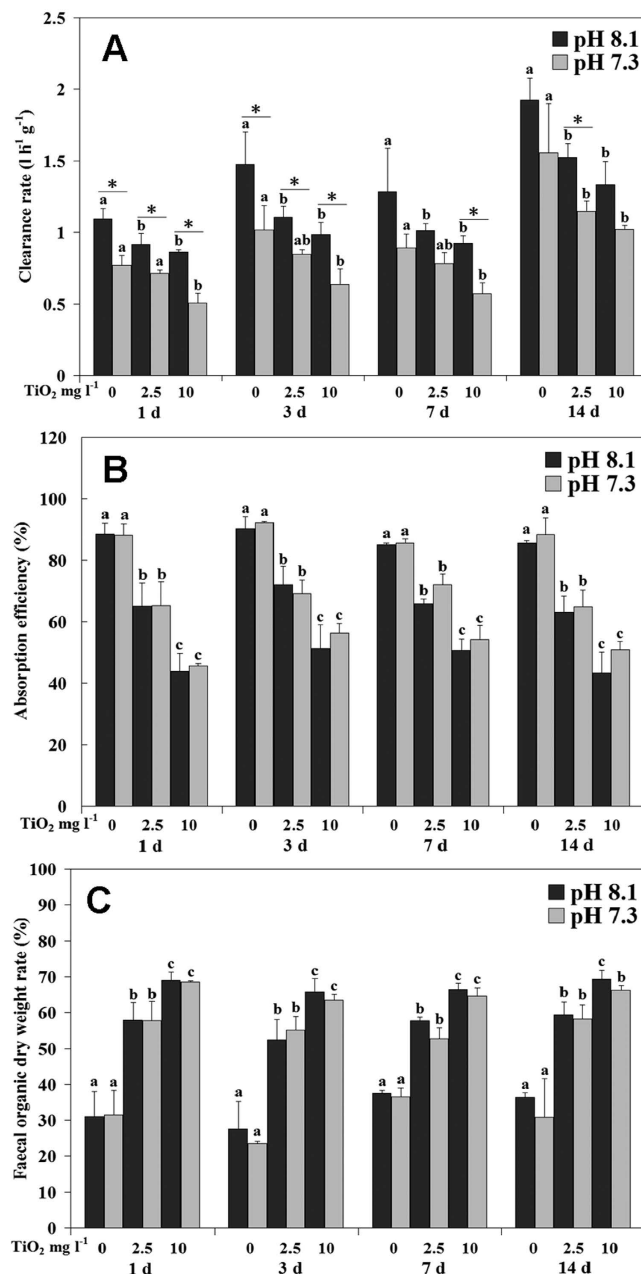 A
pH 8.1
pH 7.3
Clearance rate (l h⁻¹ g⁻¹)
2.5
2
1.5
1
0.5
0
a * a b * a b * b
a * a b * ab b * b
a a b ab b * b
a a b * b b b
TiO₂ mg l⁻¹
0 2.5 10 0 2.5 10 0 2.5 10 0 2.5 10
1 d 3 d 7 d 14 d
B
pH 8.1
pH 7.3
Absorption efficiency (%)
120
100
80
60
40
20
0
a a b b c c
a a b b c c
a a b b c c
a a b b c c
TiO₂ mg l⁻¹
0 2.5 10 0 2.5 10 0 2.5 10 0 2.5 10
1 d 3 d 7 d 14 d
C
pH 8.1
pH 7.3
Faecal organic dry weight rate (%)
100
90
80
70
60
50
40
30
20
10
0
a a b b c c
a a b b c c
a a b b c c
a a b b c b
TiO₂ mg l⁻¹
0 2.5 10 0 2.5 10 0 2.5 10 0 2.5 10
1 d 3 d 7 d 14 d